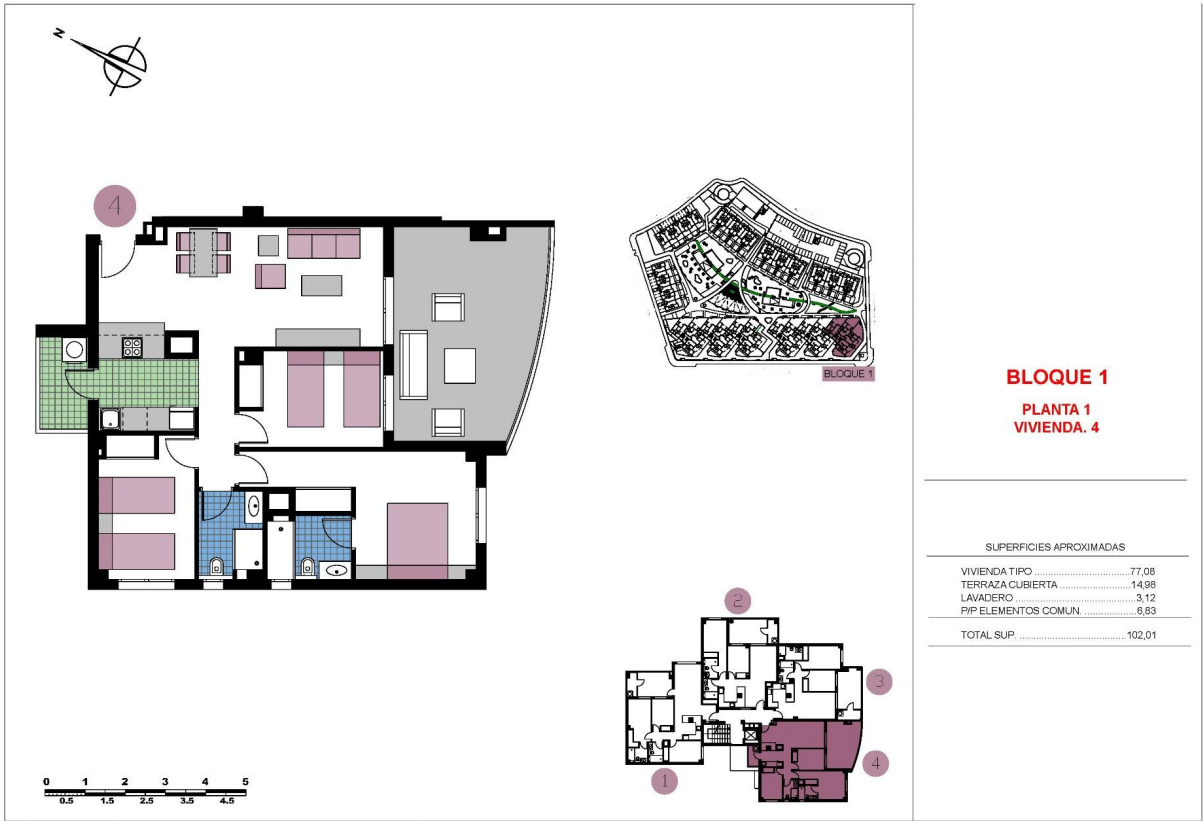 N
4
BLOQUE 1
BLOQUE 1
PLANTA 1
VIVIENDA. 4
SUPERFICIES APROXIMADAS
VIVIENDA TIPO ................................77,08
TERRAZA CUBIERTA .........................14,98
LAVADERO ........................................3,12
P/P ELEMENTOS COMUN. .................6,83
TOTAL SUP. ...................................102,01
2
3
4
1
0 1 2 3 4 5
0.5 1.5 2.5 3.5 4.5